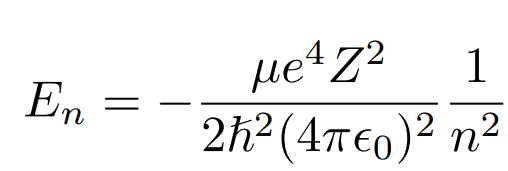 $E_n = -\frac{\mu e^4 Z^2}{2\hbar^2 (4\pi\epsilon_0)^2} \frac{1}{n^2}$